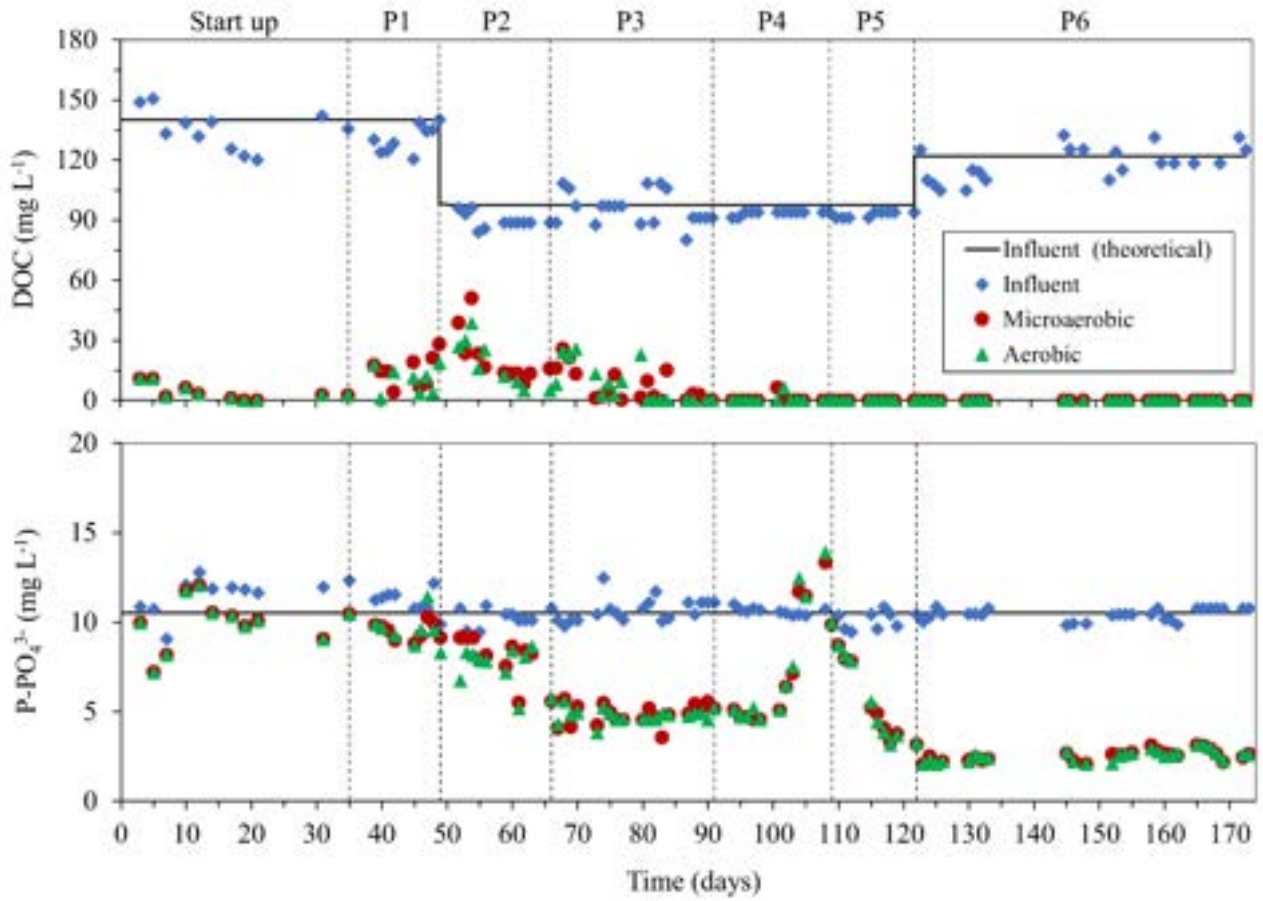 Start up P1 P2 P3 P4 P5 P6
180
150
120
90
60
30
0
DOC (mg L⁻¹)
Influent (theoretical)
Influent
Microaerobic
Aerobic
20
15
10
5
0
P-PO₄³⁻ (mg L⁻¹)
0 10 20 30 40 50 60 70 80 90 100 110 120 130 140 150 160 170
Time (days)